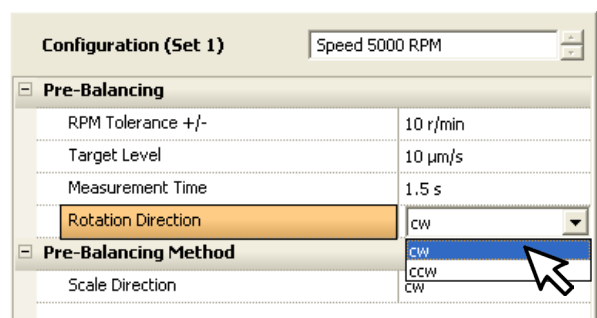 Configuration (Set 1) Speed 5000 RPM
Pre-Balancing
RPM Tolerance +/- 10 r/min
Target Level 10 µm/s
Measurement Time 1.5 s
Rotation Direction cw
Pre-Balancing Method cw
ccw
Scale Direction cw